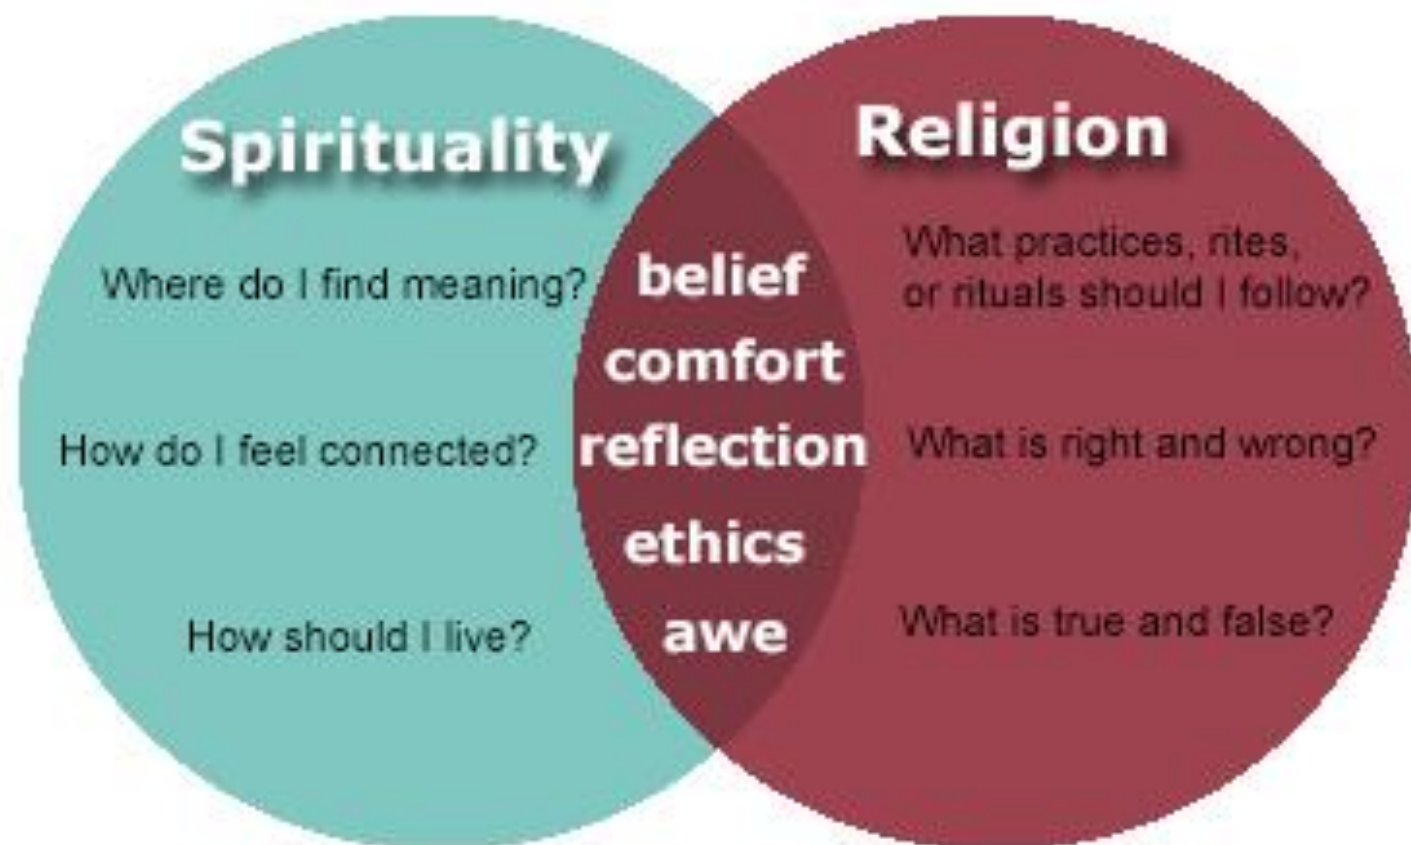 Spirituality
Where do I find meaning?
How do I feel connected?
How should I live?
belief
comfort
reflection
ethics
awe
Religion
What practices, rites,
or rituals should I follow?
What is right and wrong?
What is true and false?